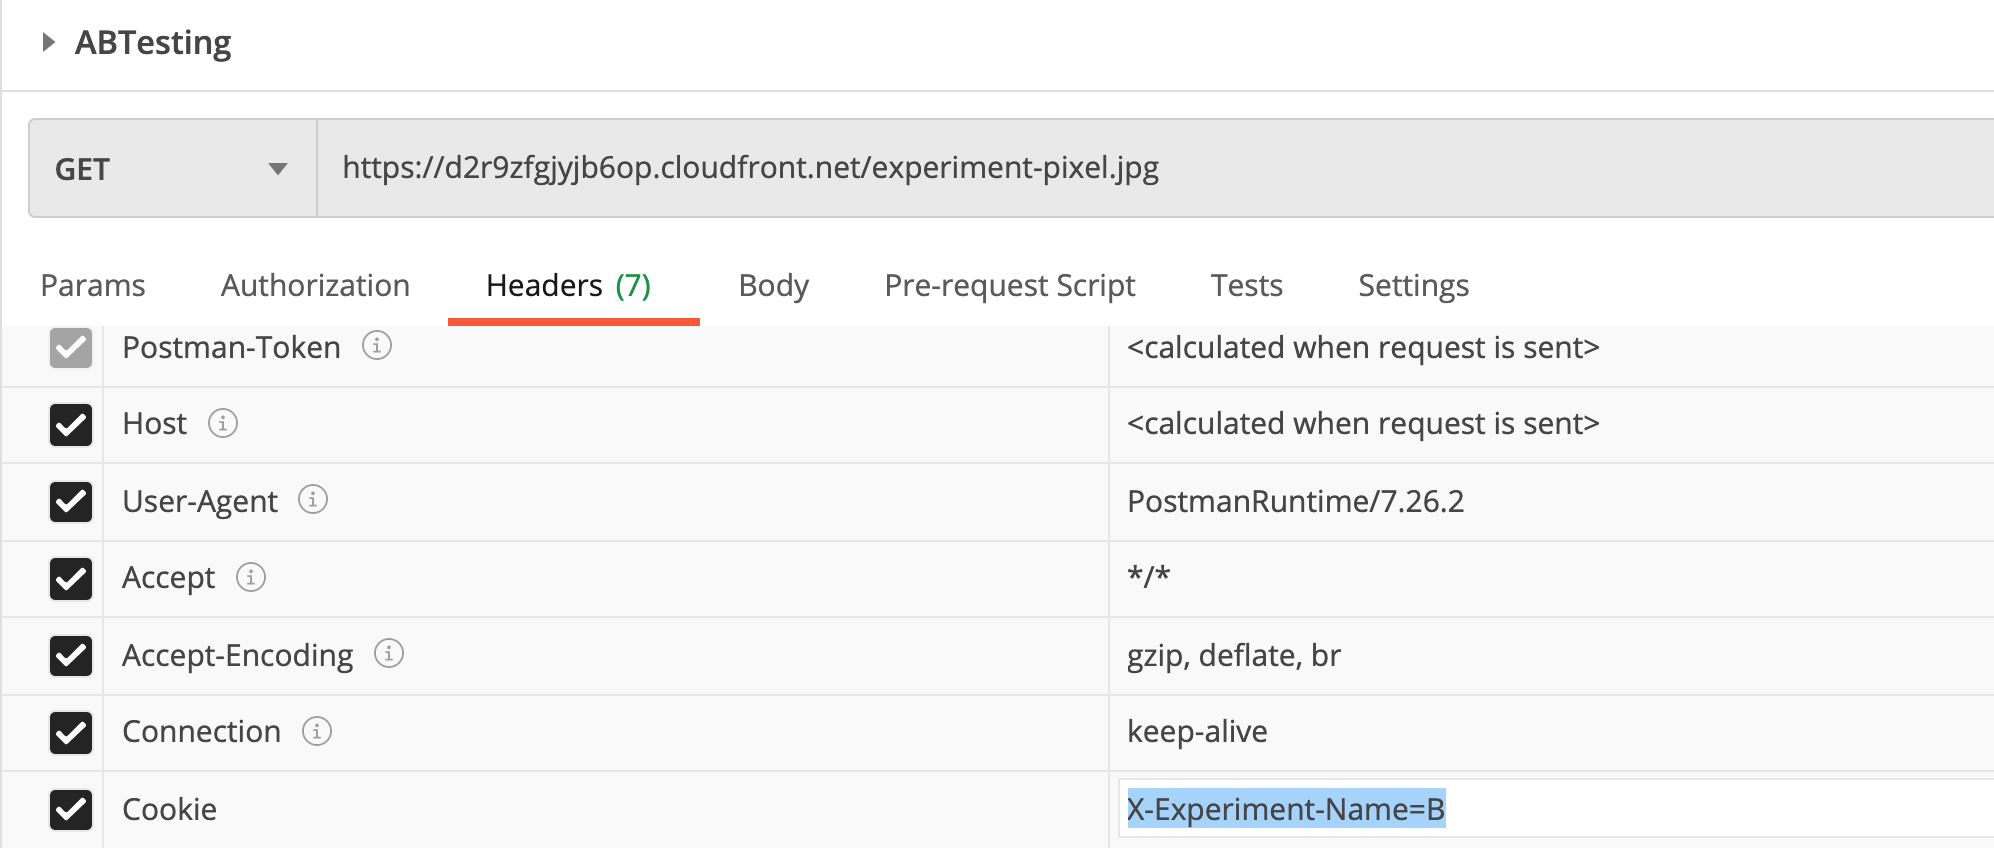 ABTesting
GET https://d2r9zfgjyjb6op.cloudfront.net/experiment-pixel.jpg
Params Authorization Headers (7) Body Pre-request Script Tests Settings
Postman-Token <calculated when request is sent>
Host <calculated when request is sent>
User-Agent PostmanRuntime/7.26.2
Accept */*
Accept-Encoding gzip, deflate, br
Connection keep-alive
Cookie X-Experiment-Name=B